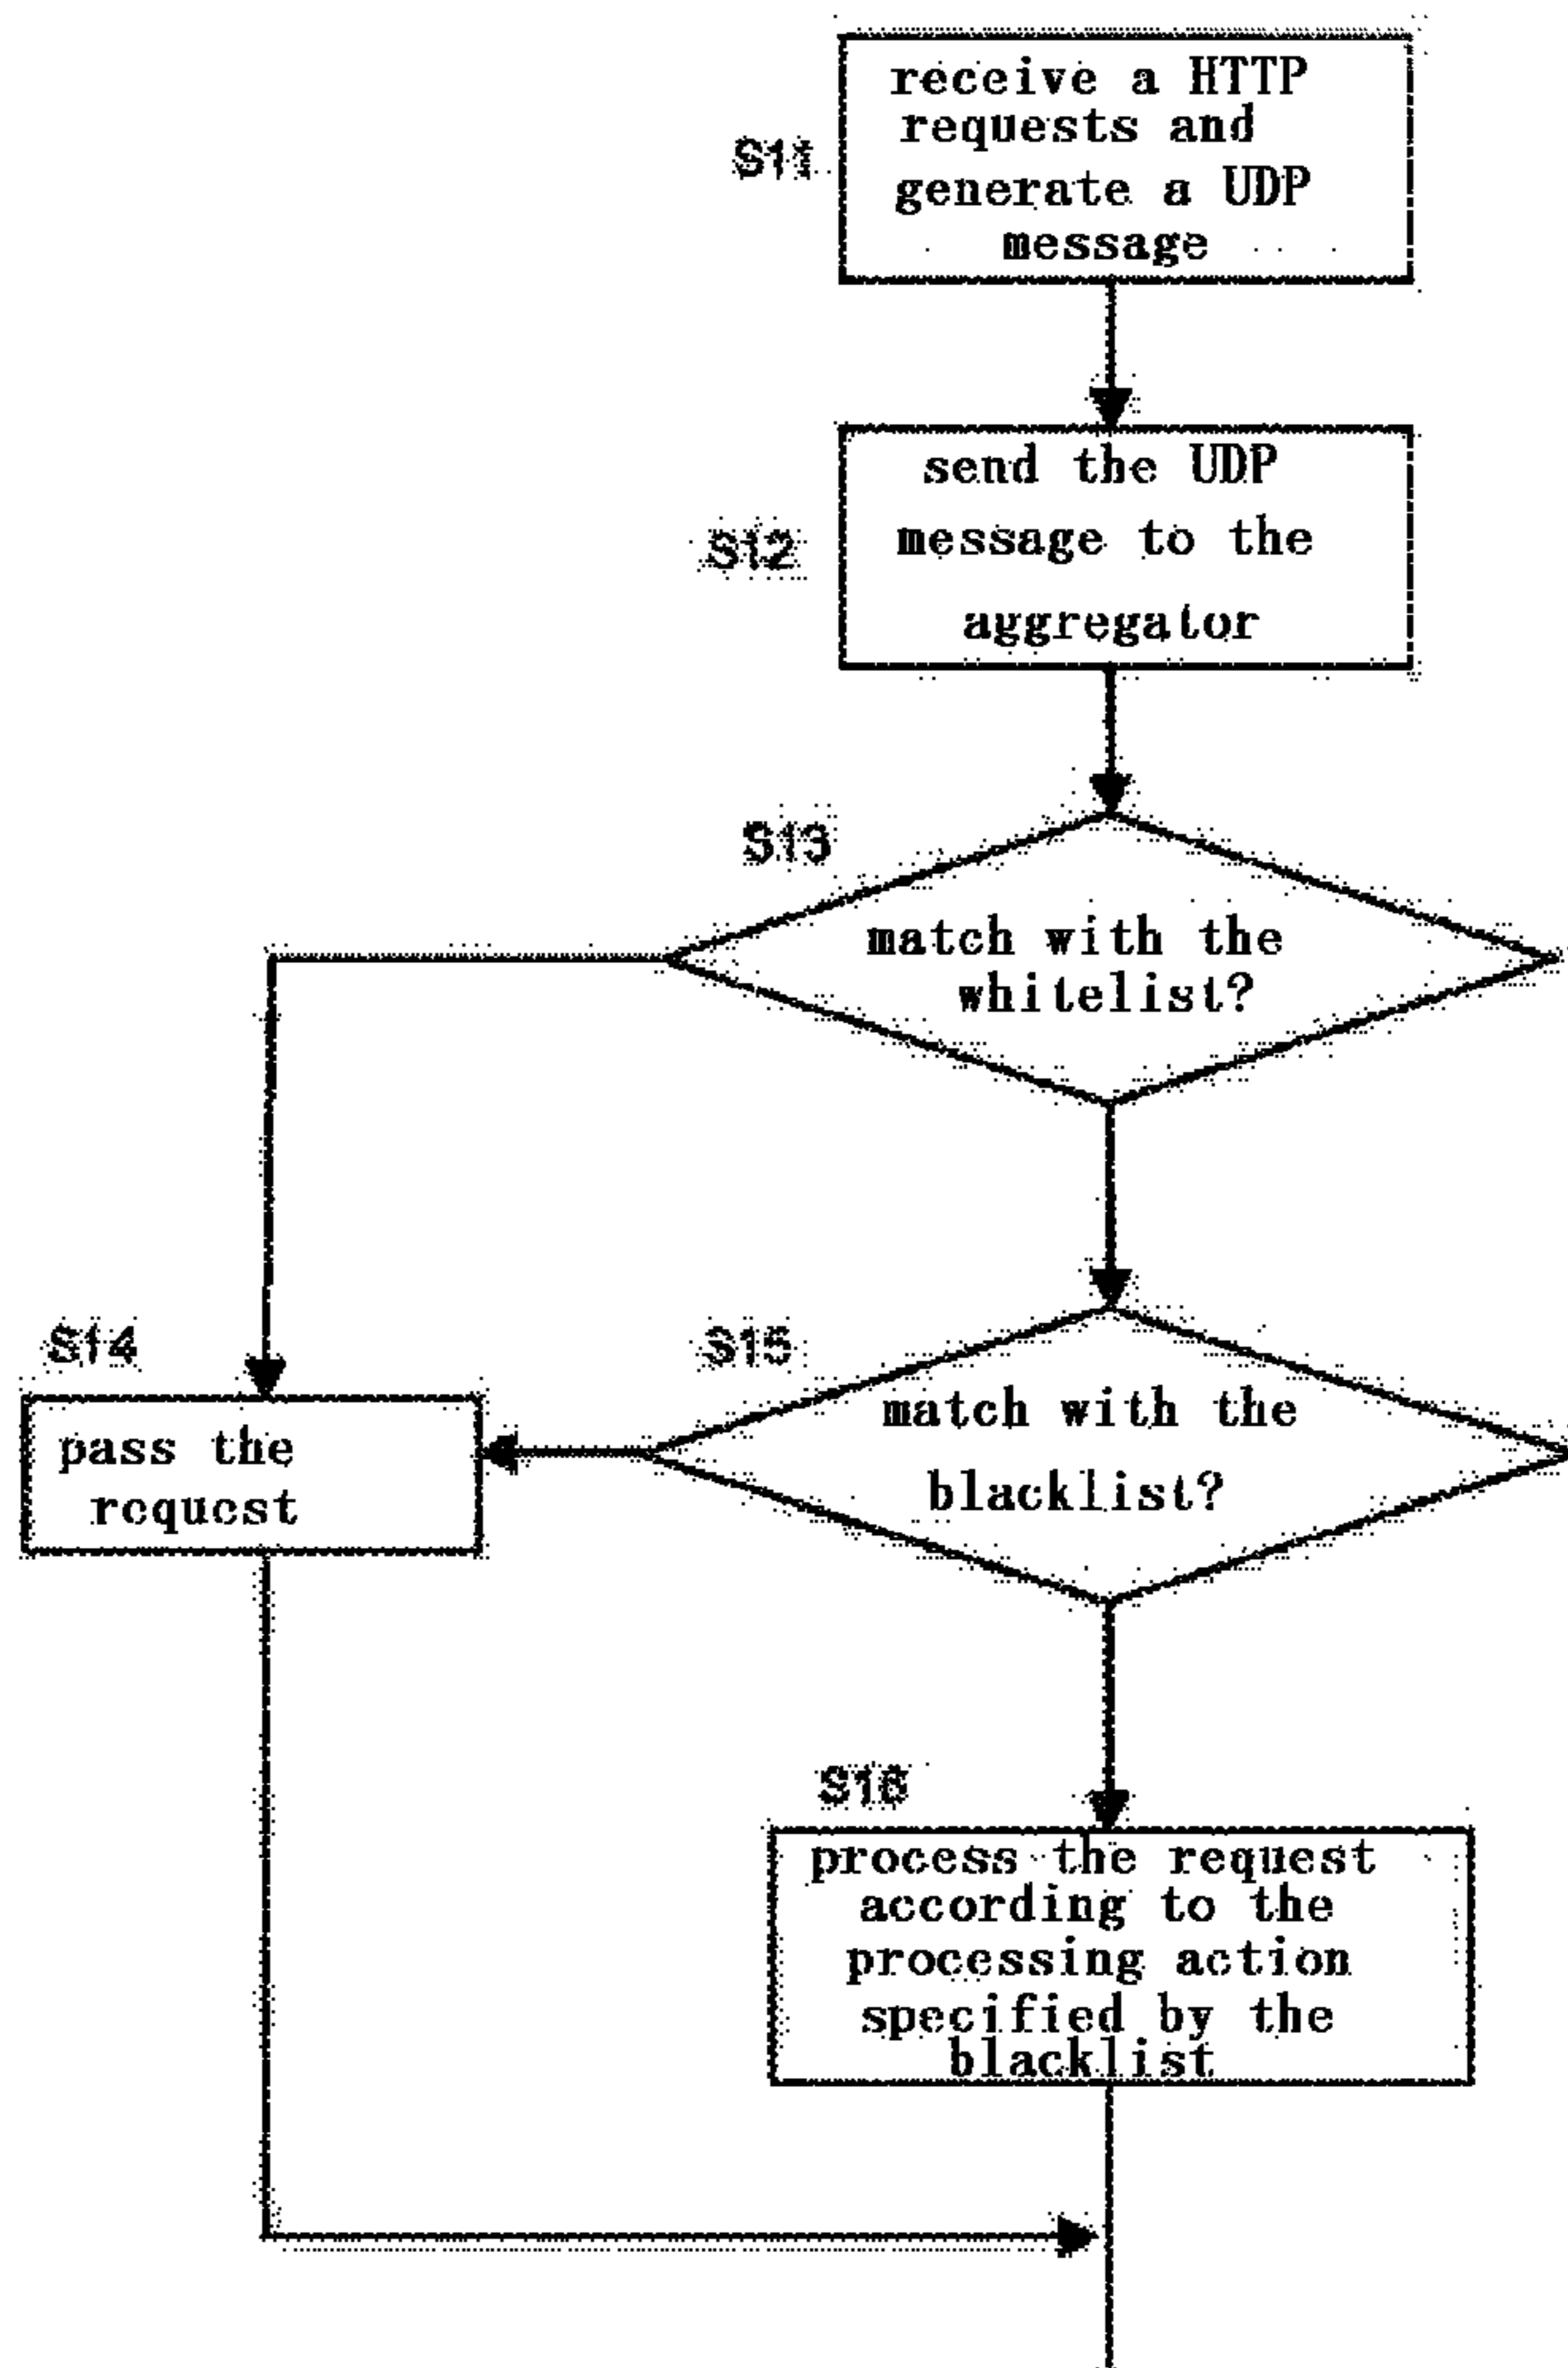 receive a HTTP
requests and
generate a UDP
message
S11
send the UDP
message to the
aggregator
S12
S13
match with the
whitelist?
S14
pass the
request
S15
match with the
blacklist?
S16
process the request
according to the
processing action
specified by the
blacklist